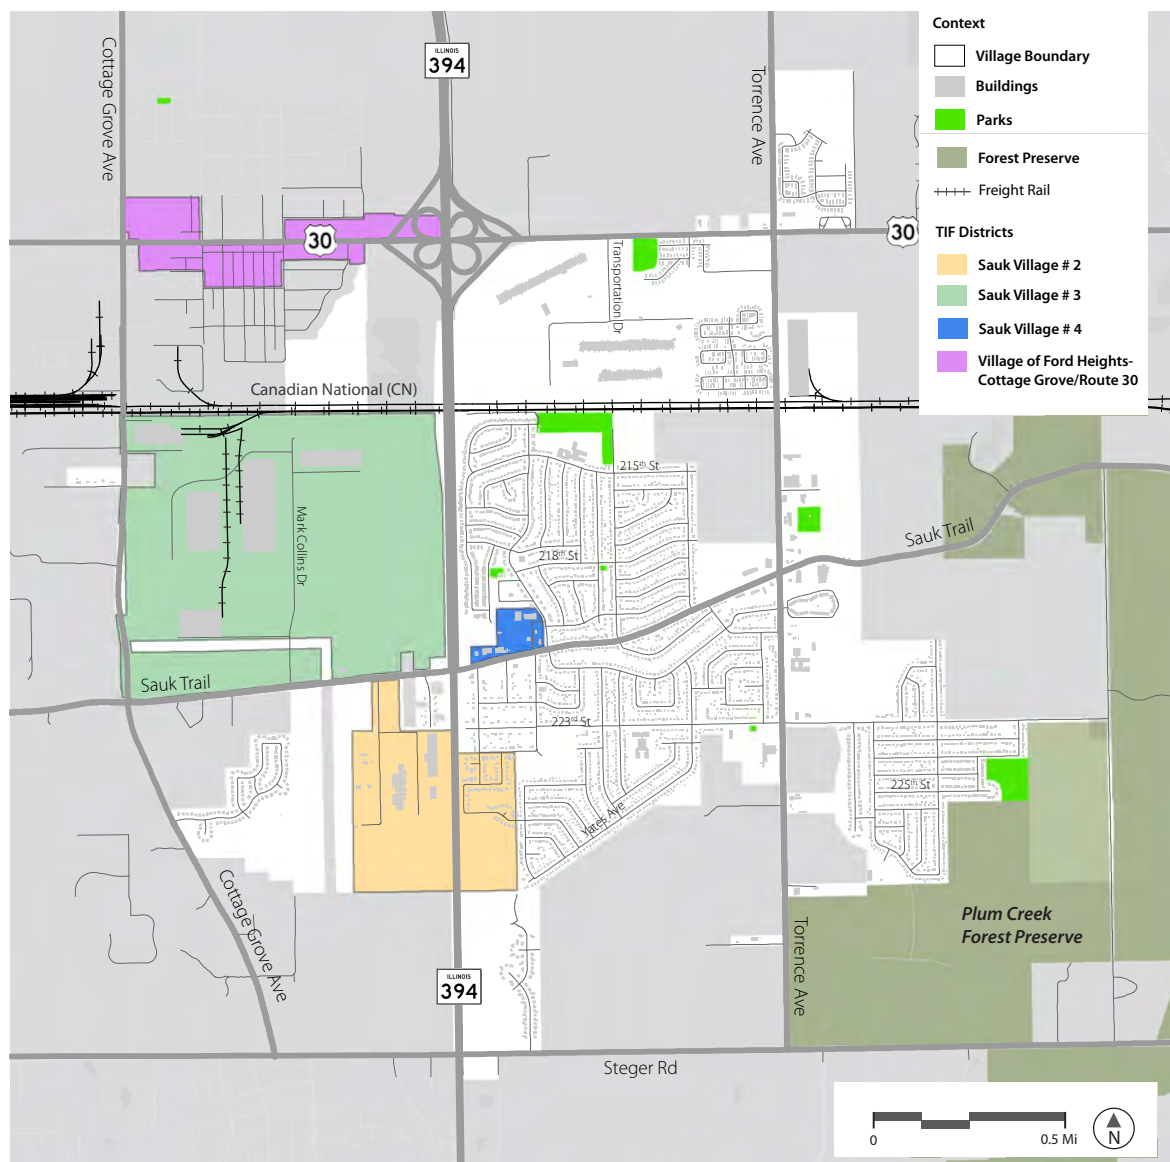 Context
Village Boundary
Buildings
Parks
Forest Preserve
Freight Rail
TIF Districts
Sauk Village # 2
Sauk Village # 3
Sauk Village # 4
Village of Ford Heights-
Cottage Grove/Route 30
Cottage Grove Ave
ILLINOIS
394
Torrence Ave
30
30
Transportation Dr
Canadian National (CN)
215th St
Mark Collins Dr
218th St
Sauk Trail
Sauk Trail
223rd St
225th St
Yates Ave
Cottage Grove Ave
Plum Creek
Forest Preserve
Torrence Ave
ILLINOIS
394
Steger Rd
0
0.5 Mi
N